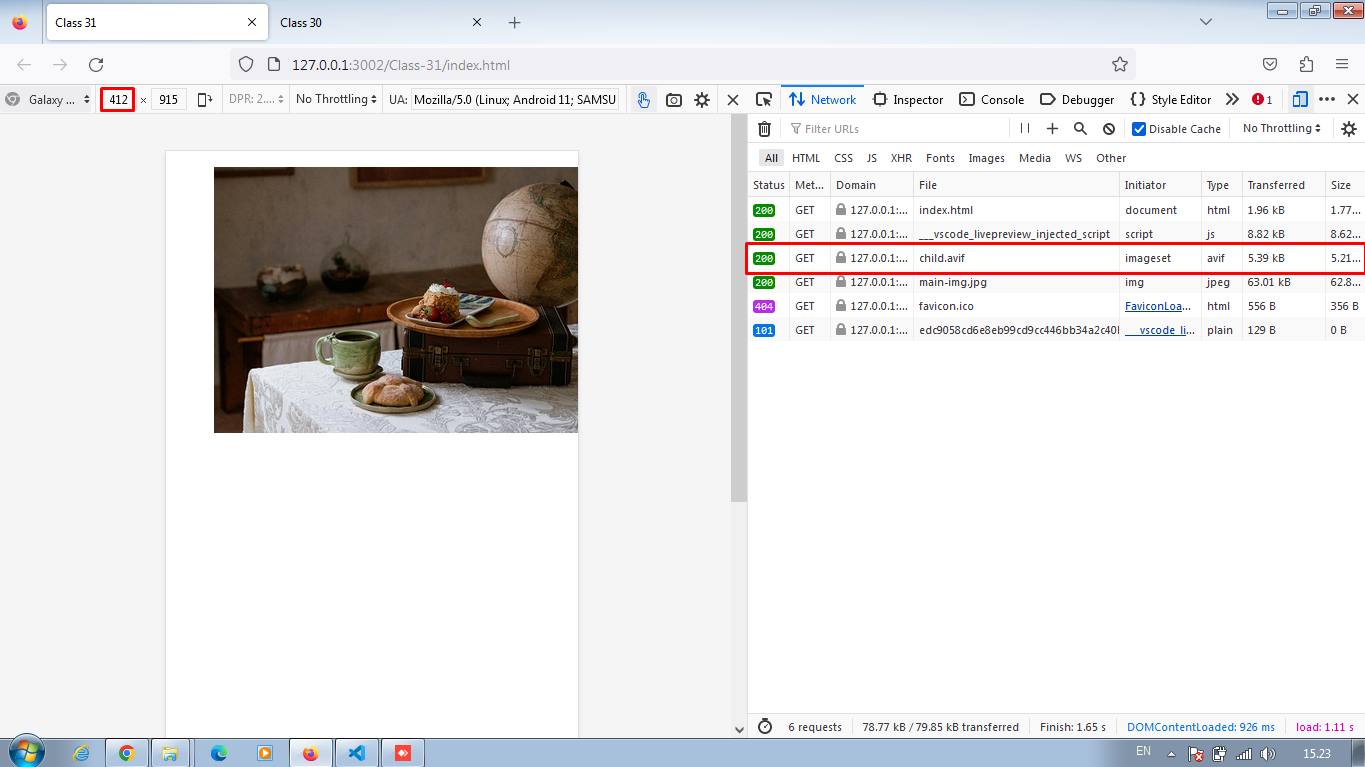 Class 31
Class 30
127.0.0.1:3002/Class-31/index.html
Galaxy ... 412 × 915 DPR: 2.... No Throttling UA: Mozilla/5.0 (Linux; Android 11; SAMSU
Network Inspector Console Debugger Style Editor 1
Filter URLs Disable Cache No Throttling
All HTML CSS JS XHR Fonts Images Media WS Other
Status Met... Domain File Initiator Type Transferred Size
200 GET 127.0.0.1:... index.html document html 1.96 kB 1.77...
200 GET 127.0.0.1:... ___vscode_livepreview_injected_script script js 8.82 kB 8.62...
200 GET 127.0.0.1:... child.avif imageset avif 5.39 kB 5.21...
200 GET 127.0.0.1:... main-img.jpg img jpeg 63.01 kB 62.8...
404 GET 127.0.0.1:... favicon.ico FaviconLoa... html 556 B 356 B
101 GET 127.0.0.1:... edc9058cd6e8eb99cd9cc446bb34a2c40 ___vscode_li... plain 129 B 0 B
6 requests 78.77 kB / 79.85 kB transferred Finish: 1.65 s DOMContentLoaded: 926 ms load: 1.11 s
EN 15.23